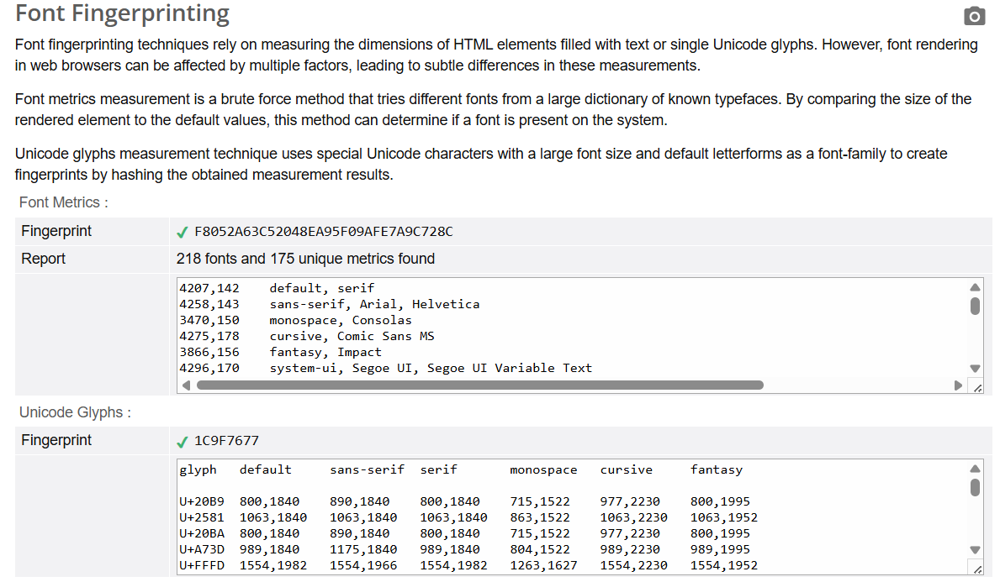 Font Fingerprinting
Font fingerprinting techniques rely on measuring the dimensions of HTML elements filled with text or single Unicode glyphs. However, font rendering
in web browsers can be affected by multiple factors, leading to subtle differences in these measurements.
Font metrics measurement is a brute force method that tries different fonts from a large dictionary of known typefaces. By comparing the size of the
rendered element to the default values, this method can determine if a font is present on the system.
Unicode glyphs measurement technique uses special Unicode characters with a large font size and default letterforms as a font-family to create
fingerprints by hashing the obtained measurement results.
Font Metrics :
Fingerprint ✓ F8052A63C52048EA95F09AFE7A9C728C
Report 218 fonts and 175 unique metrics found
4207,142 default, serif
4258,143 sans-serif, Arial, Helvetica
3470,150 monospace, Consolas
4275,178 cursive, Comic Sans MS
3866,156 fantasy, Impact
4296,170 system-ui, Segoe UI, Segoe UI Variable Text
Unicode Glyphs :
Fingerprint ✓ 1C9F7677
glyph default sans-serif serif monospace cursive fantasy
U+20B9 800,1840 890,1840 800,1840 715,1522 977,2230 800,1995
U+2581 1063,1840 1063,1840 1063,1840 863,1522 1063,2230 1063,1952
U+20BA 800,1840 890,1840 800,1840 715,1522 977,2230 800,1995
U+A73D 989,1840 1175,1840 989,1840 804,1522 989,2230 989,1995
U+FFFD 1554,1982 1554,1966 1554,1982 1263,1627 1554,2230 1554,1952